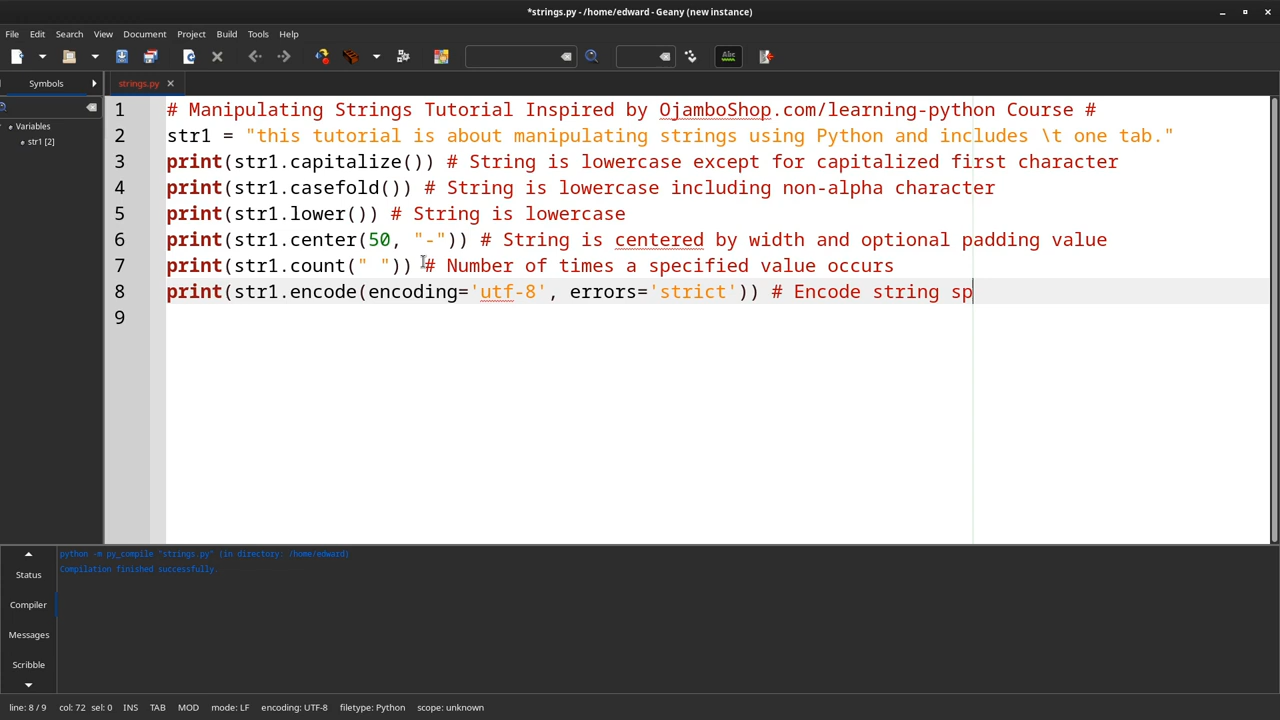 *strings.py - /home/edward - Geany (new instance)
File Edit Search View Document Project Build Tools Help
Abc
Symbols
strings.py
Variables
str1 [2]
1 # Manipulating Strings Tutorial Inspired by OjamboShop.com/learning-python Course #
2 str1 = "this tutorial is about manipulating strings using Python and includes \t one tab."
3 print(str1.capitalize()) # String is lowercase except for capitalized first character
4 print(str1.casefold()) # String is lowercase including non-alpha character
5 print(str1.lower()) # String is lowercase
6 print(str1.center(50, "-")) # String is centered by width and optional padding value
7 print(str1.count(" ")) # Number of times a specified value occurs
8 print(str1.encode(encoding='utf-8', errors='strict')) # Encode string sp
9
Status
Compiler
Messages
Scribble
python -m py_compile "strings.py" (in directory: /home/edward)
Compilation finished successfully.
line: 8 / 9 col: 72 sel: 0 INS TAB MOD mode: LF encoding: UTF-8 filetype: Python scope: unknown